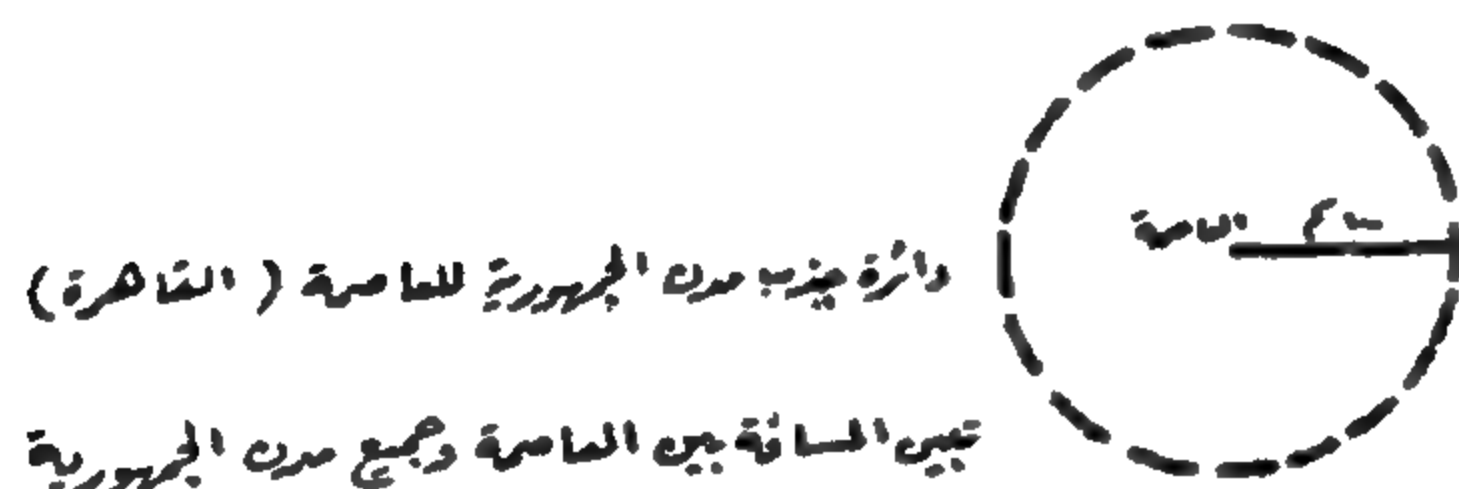 العاصمة
دائرة جذب مدن الجمهورية للعاصمة ( القاهرة )
تبين المسافة بين العاصمة وجميع مدن الجمهورية